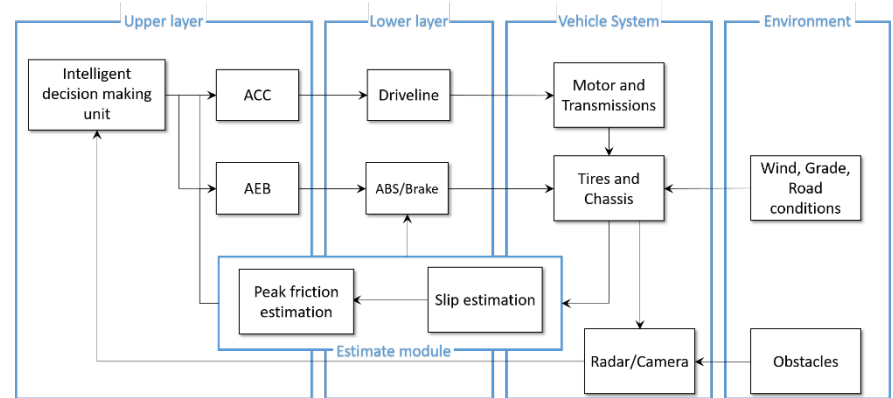 Upper layer
Lower layer
Vehicle System
Environment
Intelligent
decision making
unit
ACC
Driveline
Motor and
Transmissions
AEB
ABS/Brake
Tires and
Chassis
Wind, Grade,
Road
conditions
Peak friction
estimation
Slip estimation
Estimate module
Radar/Camera
Obstacles